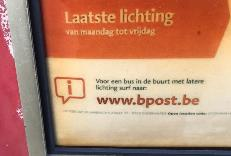 Laatste lichting
van maandag tot vrijdag
Voor een bus in de buurt met latere
lichting surf naar:
www.bpost.be